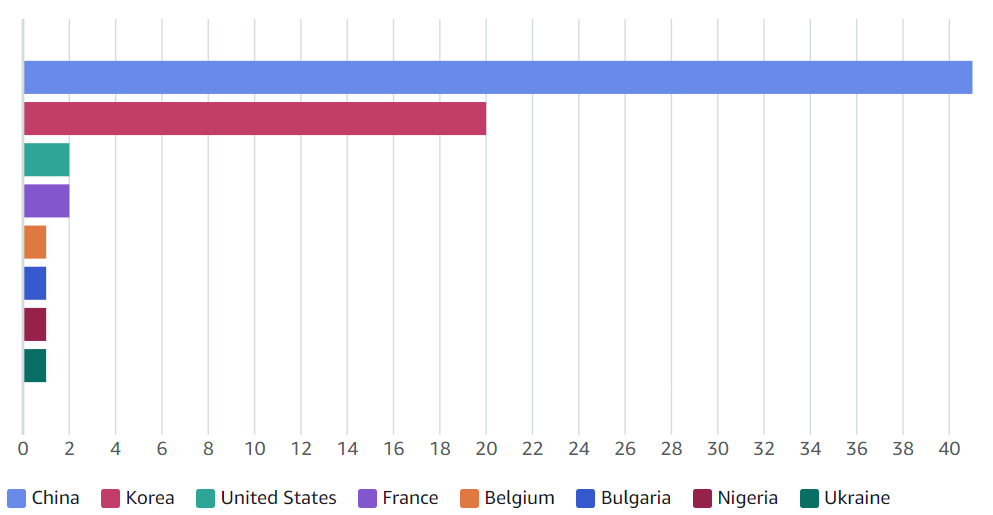 0 2 4 6 8 10 12 14 16 18 20 22 24 26 28 30 32 34 36 38 40
China Korea United States France Belgium Bulgaria Nigeria Ukraine